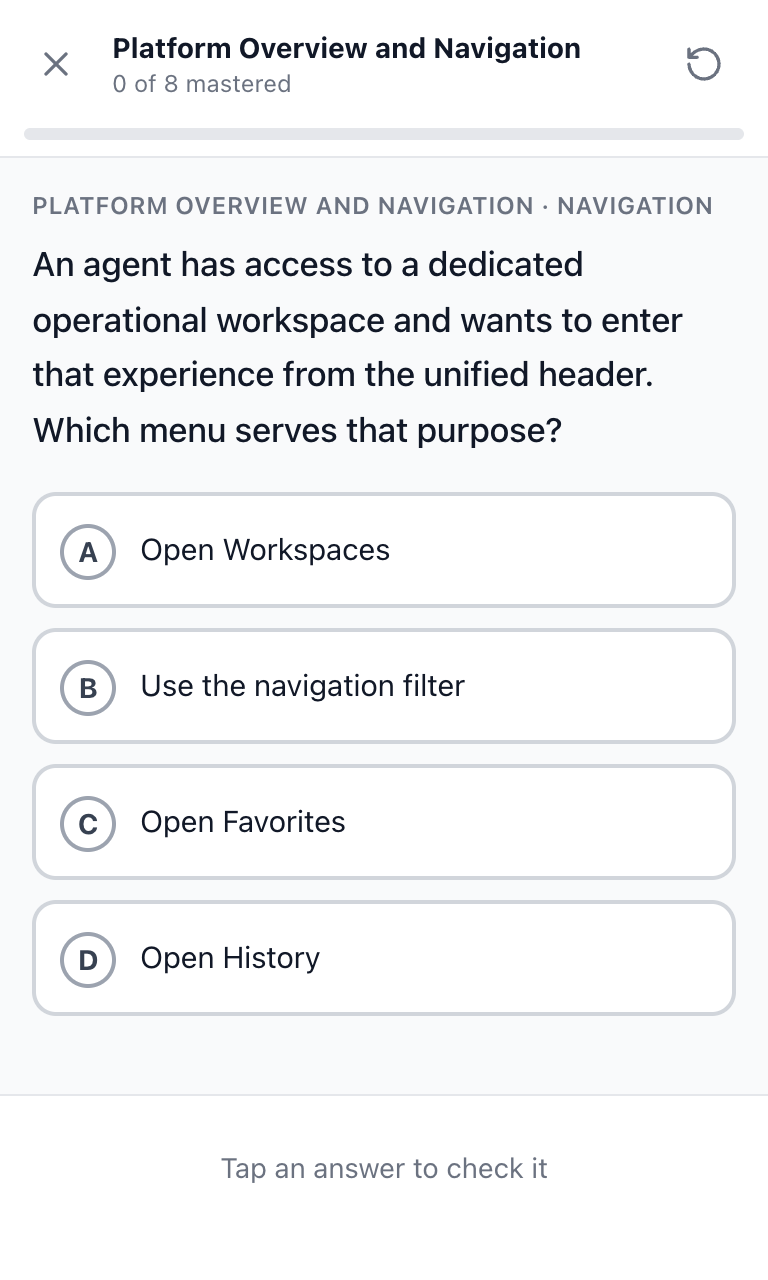 Platform Overview and Navigation
0 of 8 mastered
PLATFORM OVERVIEW AND NAVIGATION · NAVIGATION
An agent has access to a dedicated
operational workspace and wants to enter
that experience from the unified header.
Which menu serves that purpose?
A Open Workspaces
B Use the navigation filter
C Open Favorites
D Open History
Tap an answer to check it